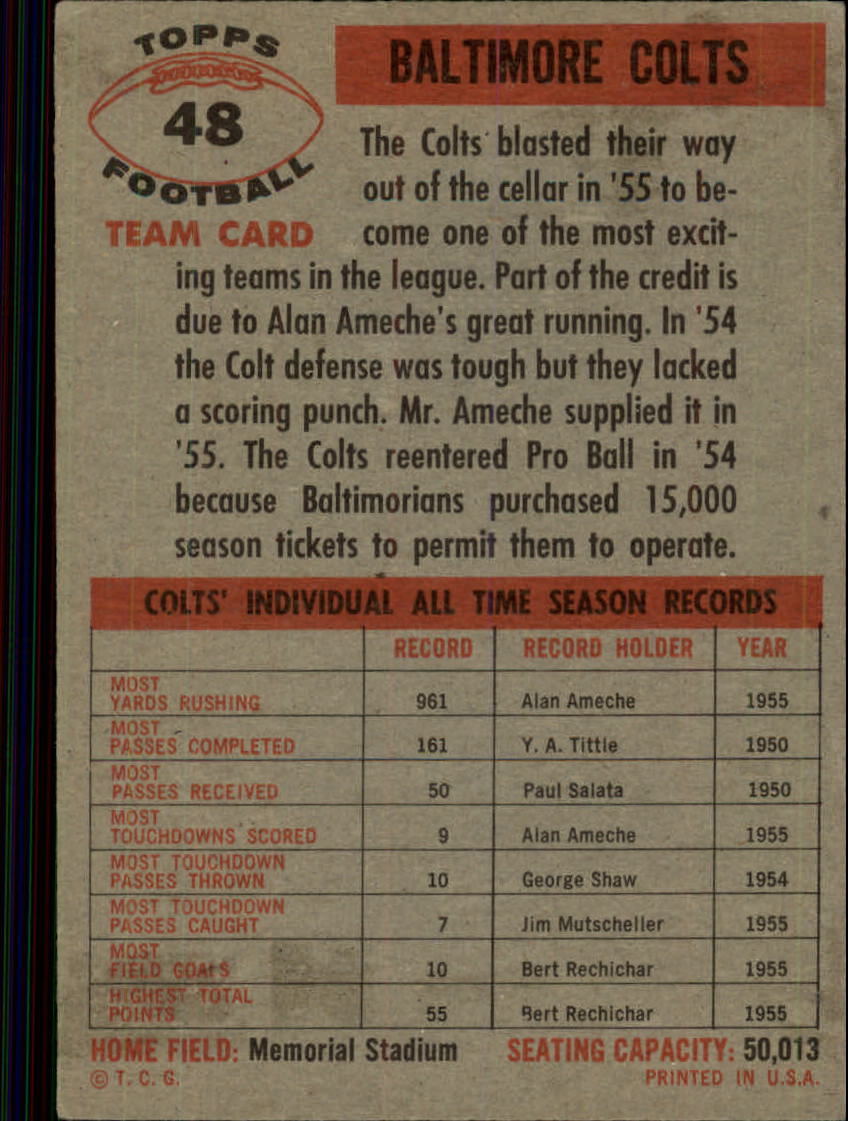 TOPPS
48
FOOTBALL
TEAM CARD
BALTIMORE COLTS
The Colts blasted their way
out of the cellar in '55 to be-
come one of the most excit-
ing teams in the league. Part of the credit is
due to Alan Ameche's great running. In '54
the Colt defense was tough but they lacked
a scoring punch. Mr. Ameche supplied it in
'55. The Colts reentered Pro Ball in '54
because Baltimorians purchased 15,000
season tickets to permit them to operate.
COLTS' INDIVIDUAL ALL TIME SEASON RECORDS
RECORD RECORD HOLDER YEAR
MOST
YARDS RUSHING 961 Alan Ameche 1955
MOST
PASSES COMPLETED 161 Y. A. Tittle 1950
MOST
PASSES RECEIVED 50 Paul Salata 1950
MOST
TOUCHDOWNS SCORED 9 Alan Ameche 1955
MOST TOUCHDOWN
PASSES THROWN 10 George Shaw 1954
MOST TOUCHDOWN
PASSES CAUGHT 7 Jim Mutscheller 1955
MOST
FIELD GOALS 10 Bert Rechichar 1955
HIGHEST TOTAL
POINTS 55 Bert Rechichar 1955
HOME FIELD: Memorial Stadium SEATING CAPACITY: 50,013
© T. C. G. PRINTED IN U.S.A.